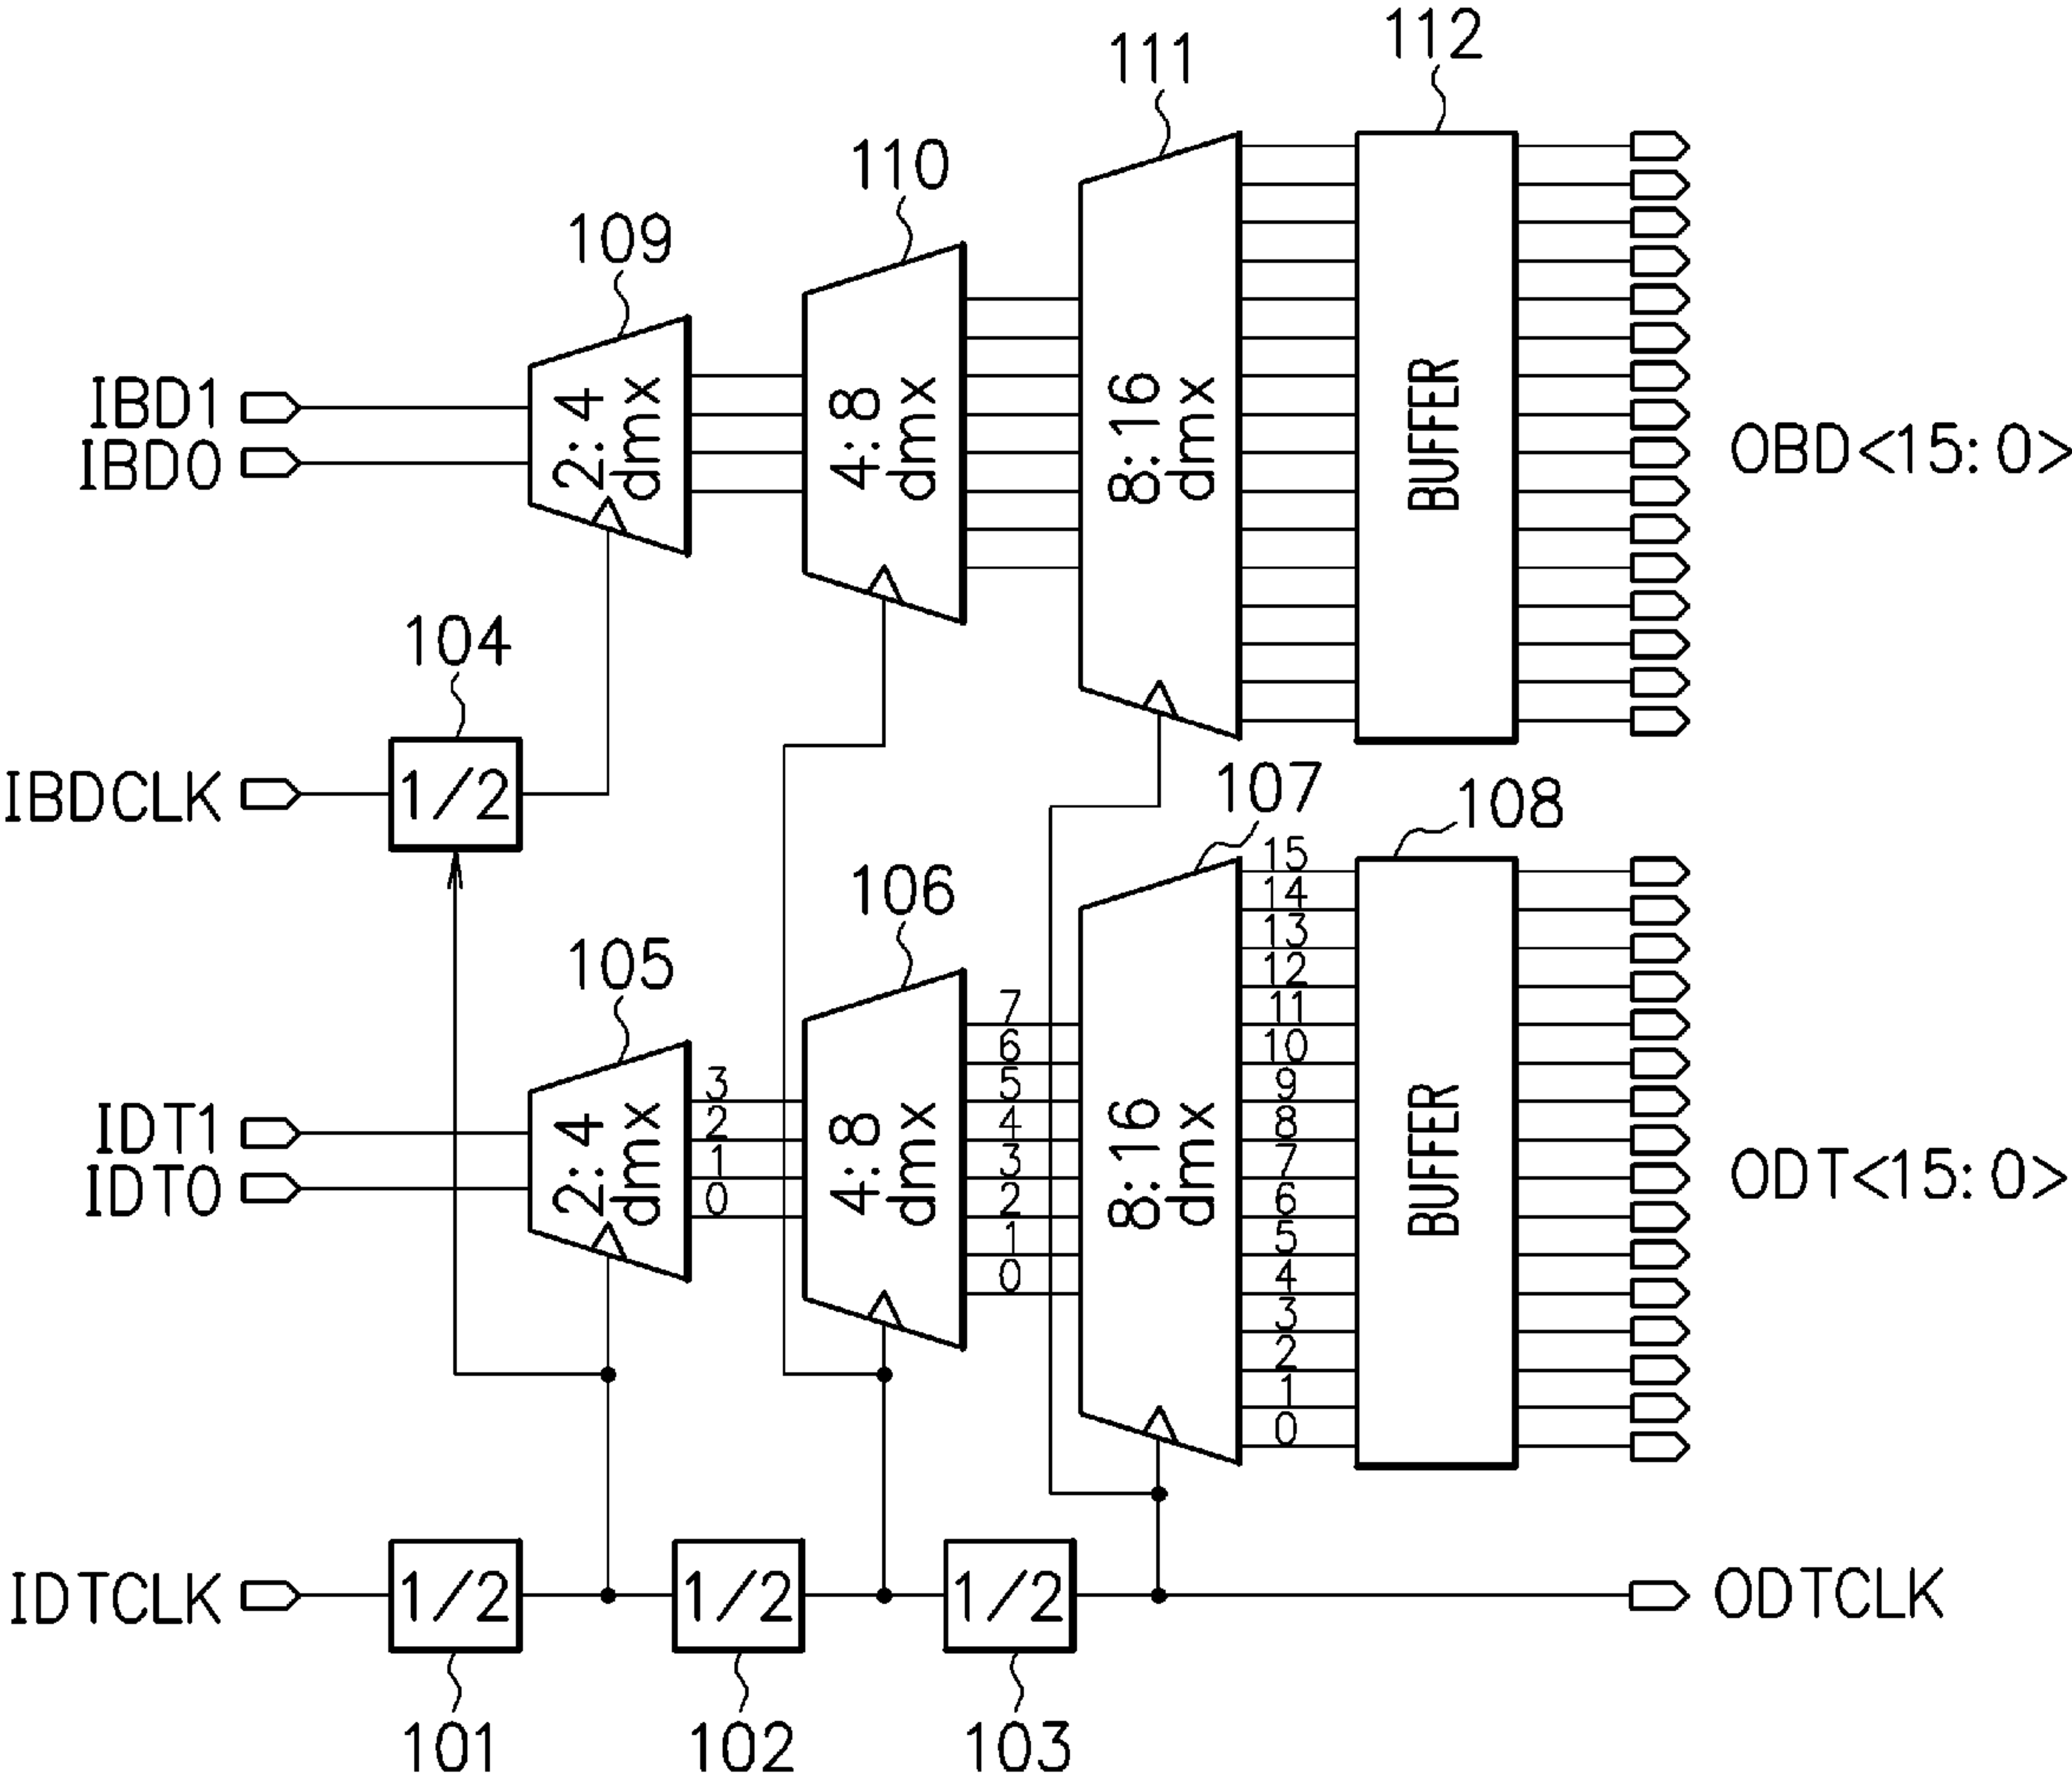 112
111
110
109
IBD1
IBD0
2:4 dmx
4:8 dmx
8:16 dmx
BUFFER
OBD<15:0>
104
IBDCLK
1/2
107
108
106
105
15
14
13
12
11
10
9
8
7
6
5
4
3
2
1
0
7
6
5
4
3
2
1
0
3
2
1
0
IDT1
IDT0
2:4 dmx
4:8 dmx
8:16 dmx
BUFFER
ODT<15:0>
IDTCLK
1/2
1/2
1/2
ODTCLK
101
102
103